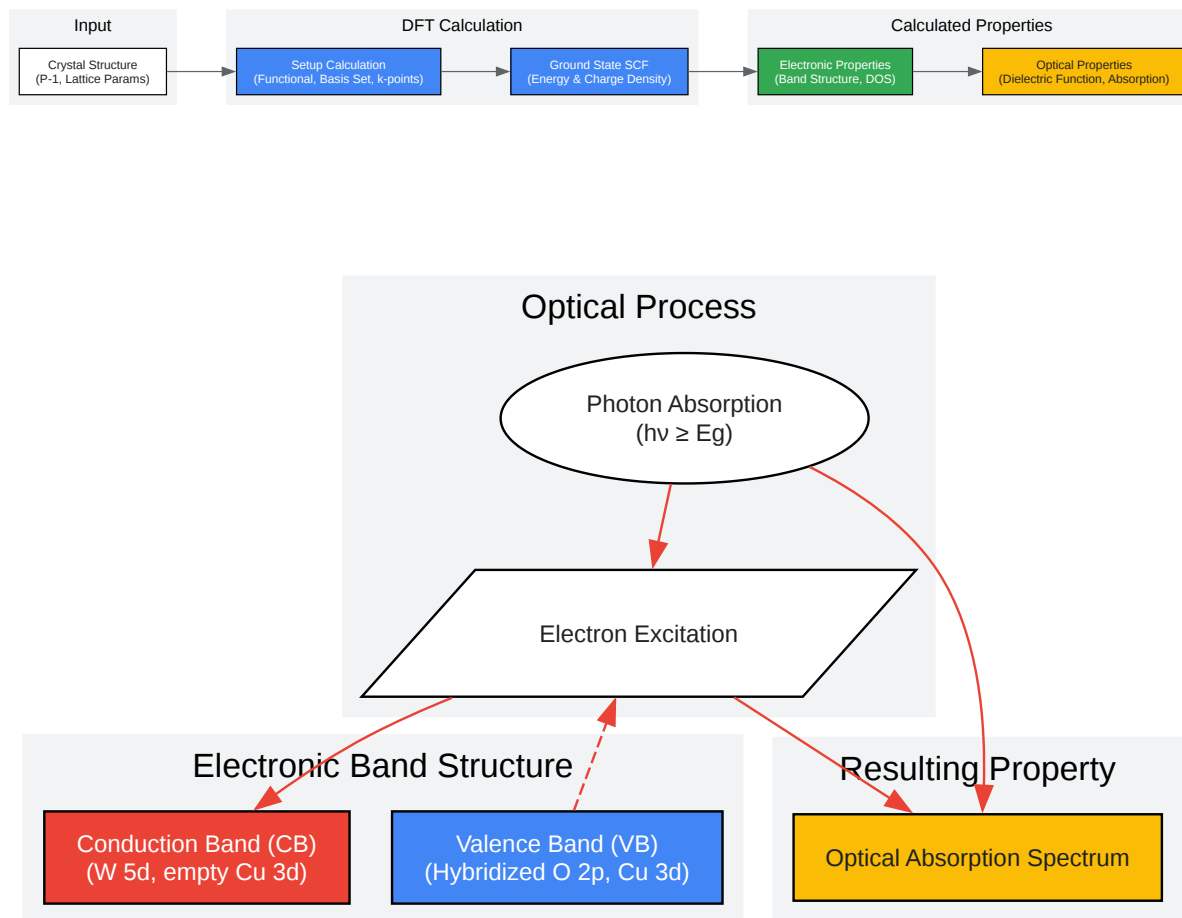 Input
DFT Calculation
Calculated Properties
Crystal Structure
(P-1, Lattice Params)
Setup Calculation
(Functional, Basis Set, k-points)
Ground State SCF
(Energy & Charge Density)
Electronic Properties
(Band Structure, DOS)
Optical Properties
(Dielectric Function, Absorption)
Optical Process
Photon Absorption
(hν ≥ Eg)
Electron Excitation
Electronic Band Structure
Conduction Band (CB)
(W 5d, empty Cu 3d)
Valence Band (VB)
(Hybridized O 2p, Cu 3d)
Resulting Property
Optical Absorption Spectrum